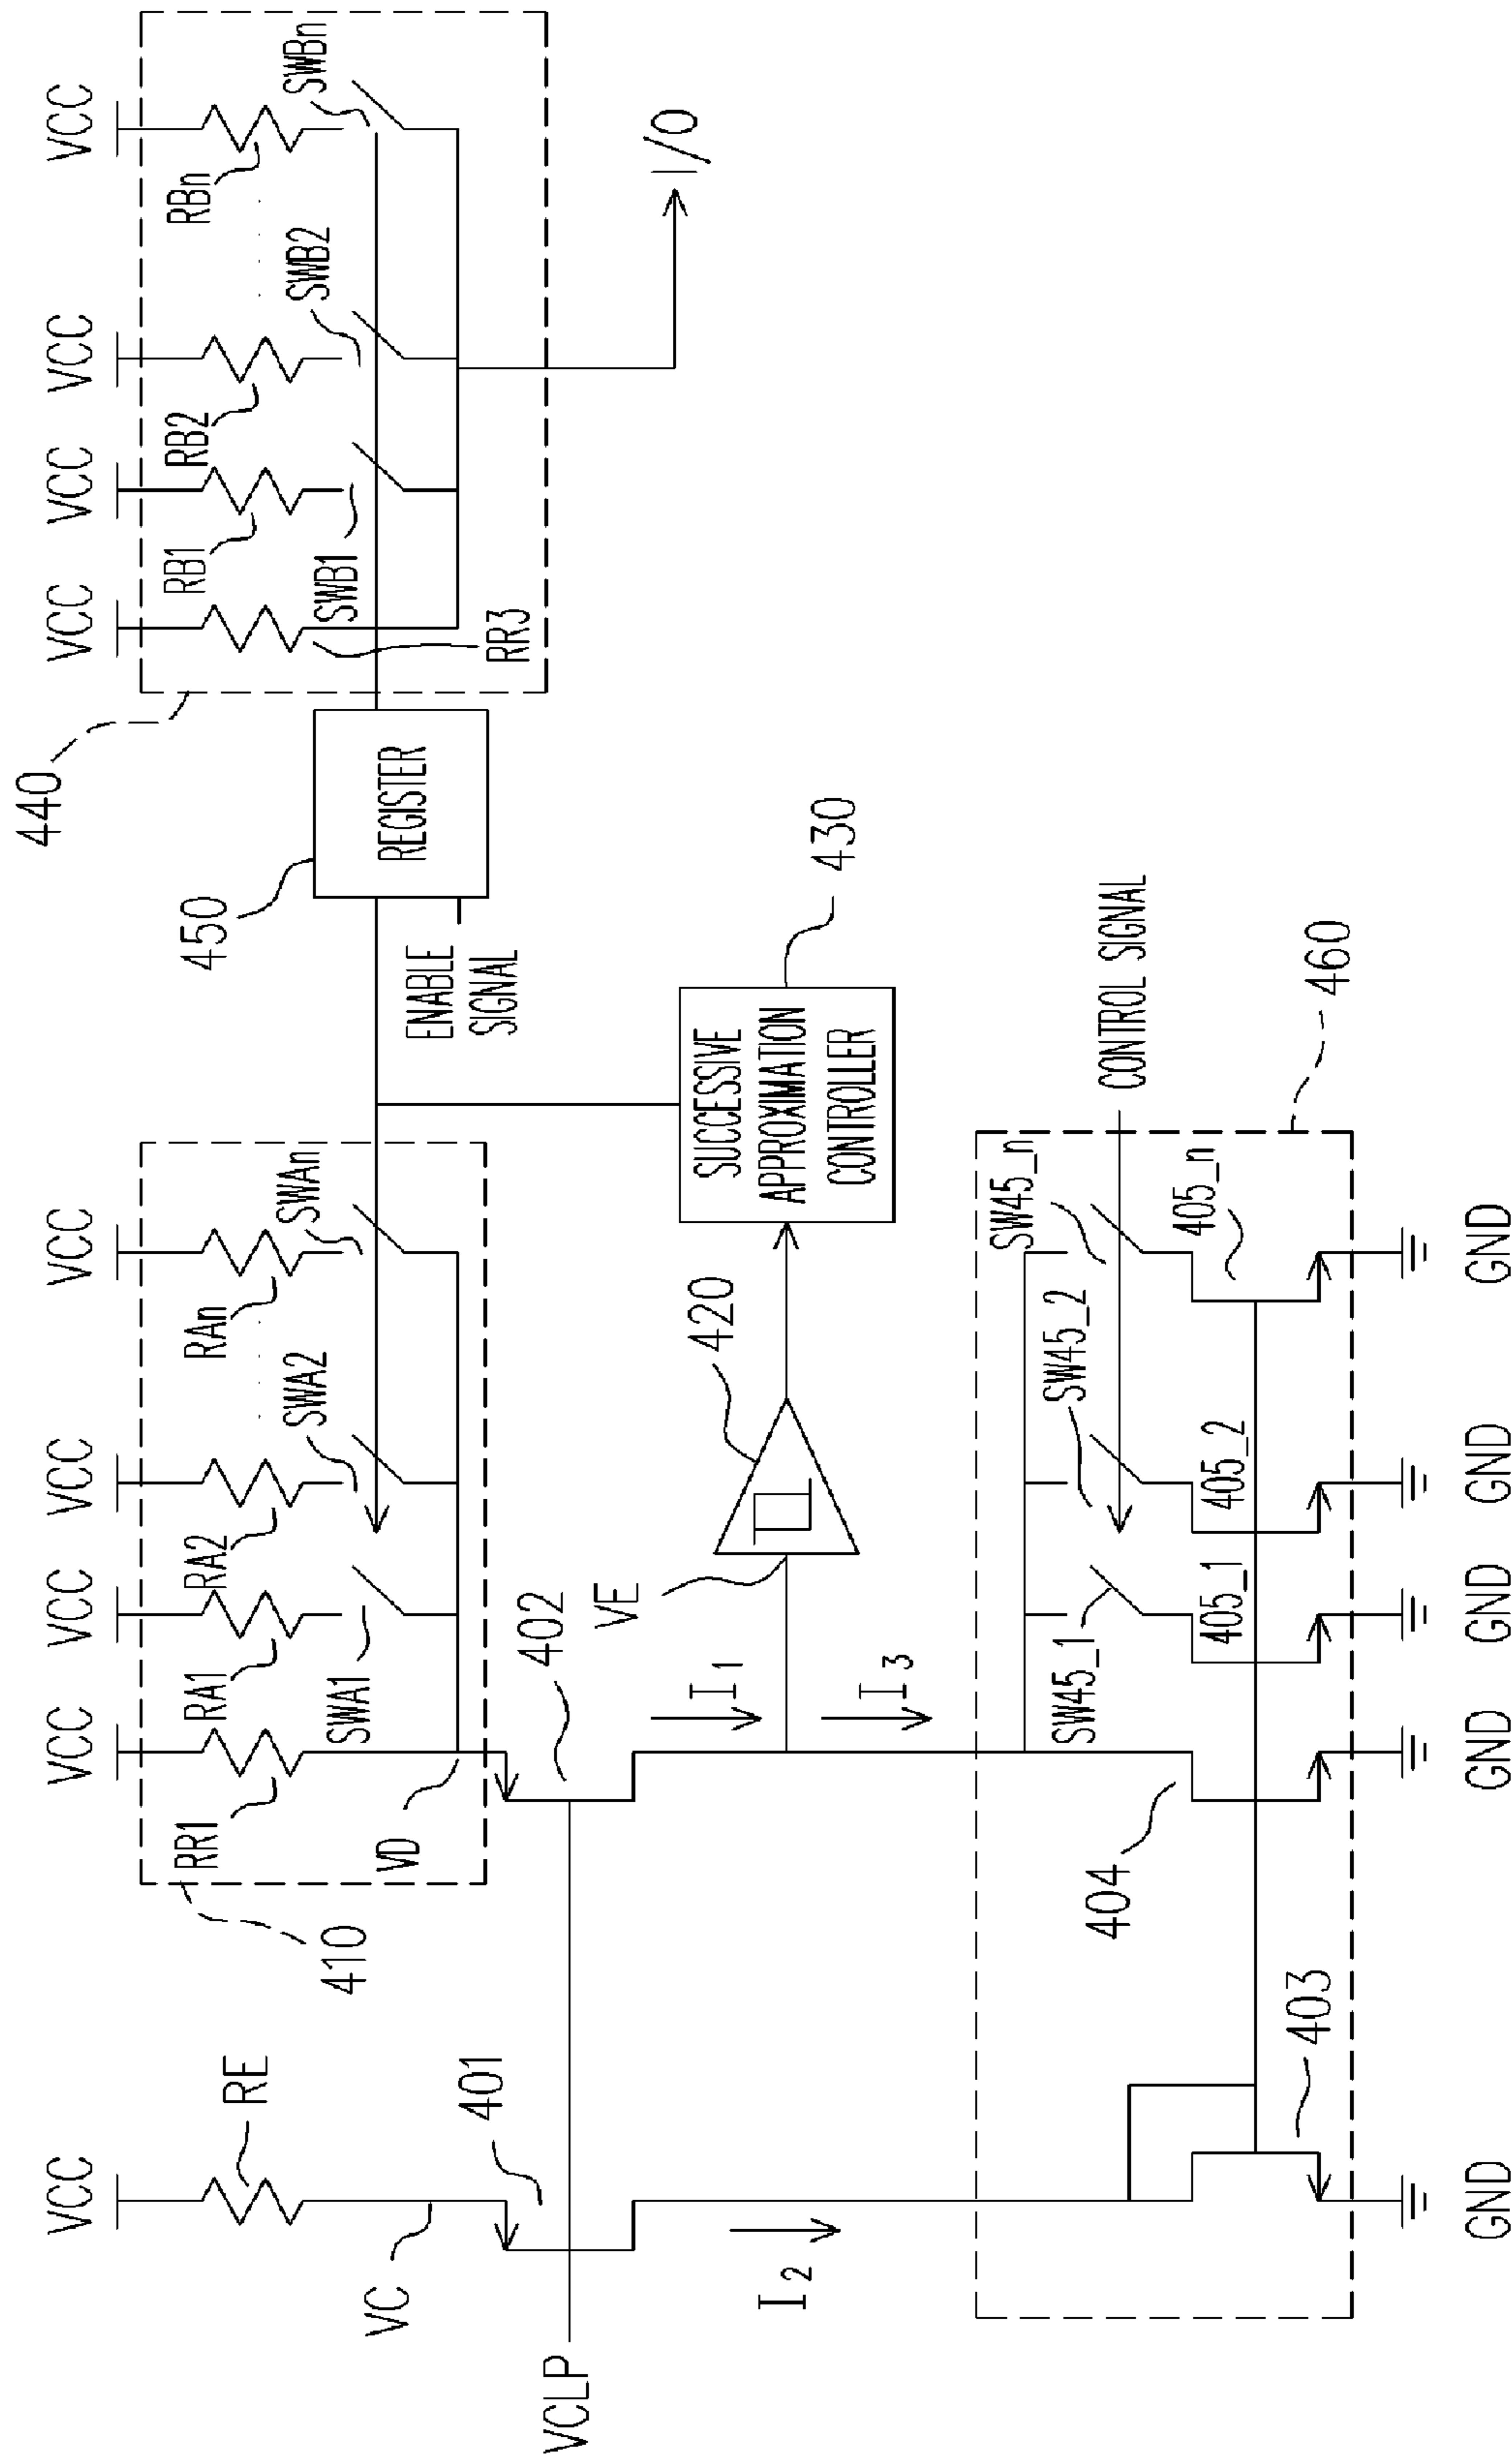 VCC
VCC
VCC
VCC
VCC
VCC
VCC
VCC
VCC
RE
RR1
RA1
RA2
RAn
RB1
RB2
RBn
410
440
SWA1
SWA2
SWAn
SWB1
SWB2
SWBn
RR3
450
REGISTER
ENABLE
SIGNAL
VC
VD
401
402
VCLP
VE
420
SUCCESSIVE
APPROXIMATION
CONTROLLER
430
I/O
I1
I2
I3
SW45_1
SW45_2
SW45_n
CONTROL SIGNAL
404
405_1
405_2
405_n
403
460
GND
GND
GND
GND
GND